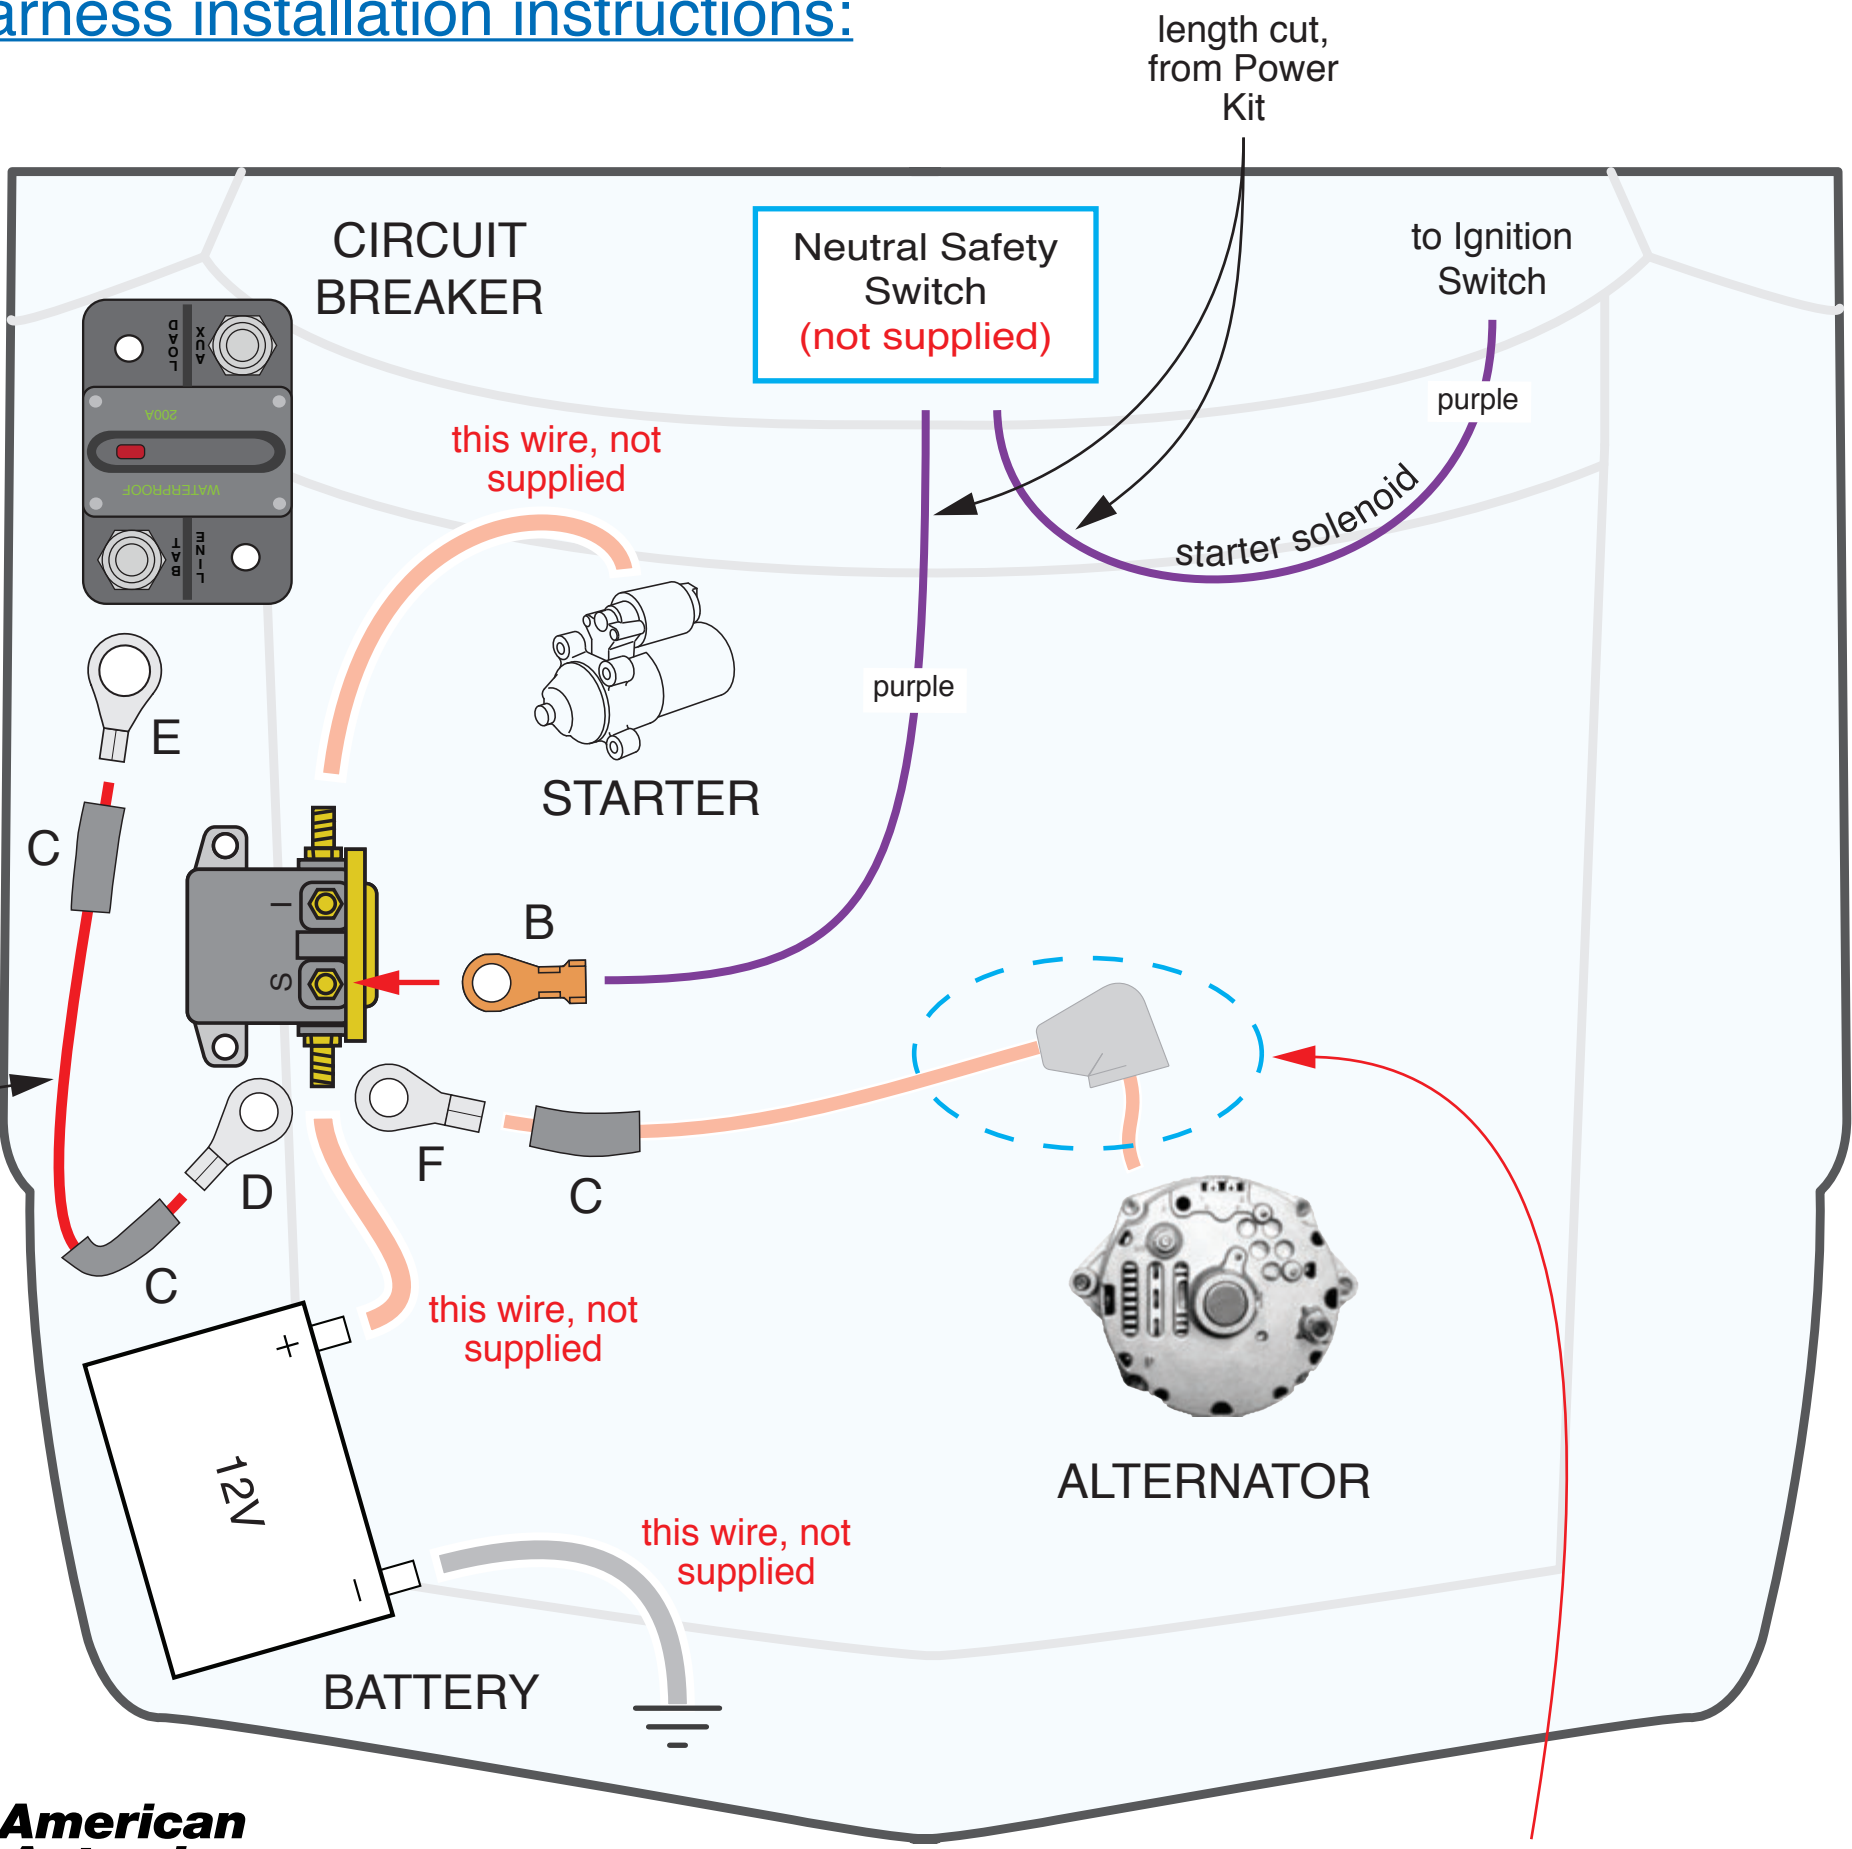 arness installation instructions:
length cut,
from Power
Kit
CIRCUIT
BREAKER
Neutral Safety
Switch
(not supplied)
to Ignition
Switch
LOAD
AUX
200A
WATERPROOF
BAT
LINE
purple
this wire, not
supplied
starter solenoid
purple
E
STARTER
C
I
B
S
D
F
C
C
this wire, not
supplied
+
12V
ALTERNATOR
this wire, not
supplied
–
BATTERY
American